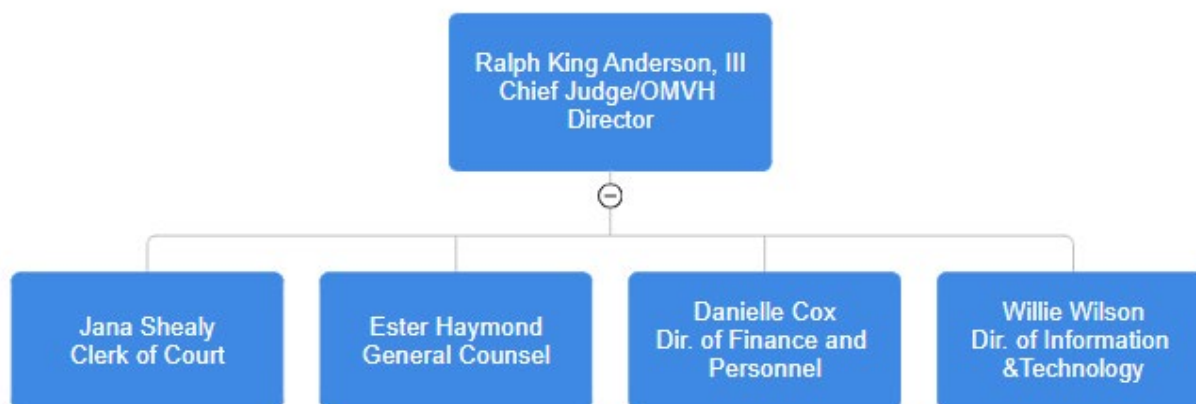 Ralph King Anderson, III
Chief Judge/OMVH
Director
Jana Shealy
Clerk of Court
Ester Haymond
General Counsel
Danielle Cox
Dir. of Finance and
Personnel
Willie Wilson
Dir. of Information
&Technology